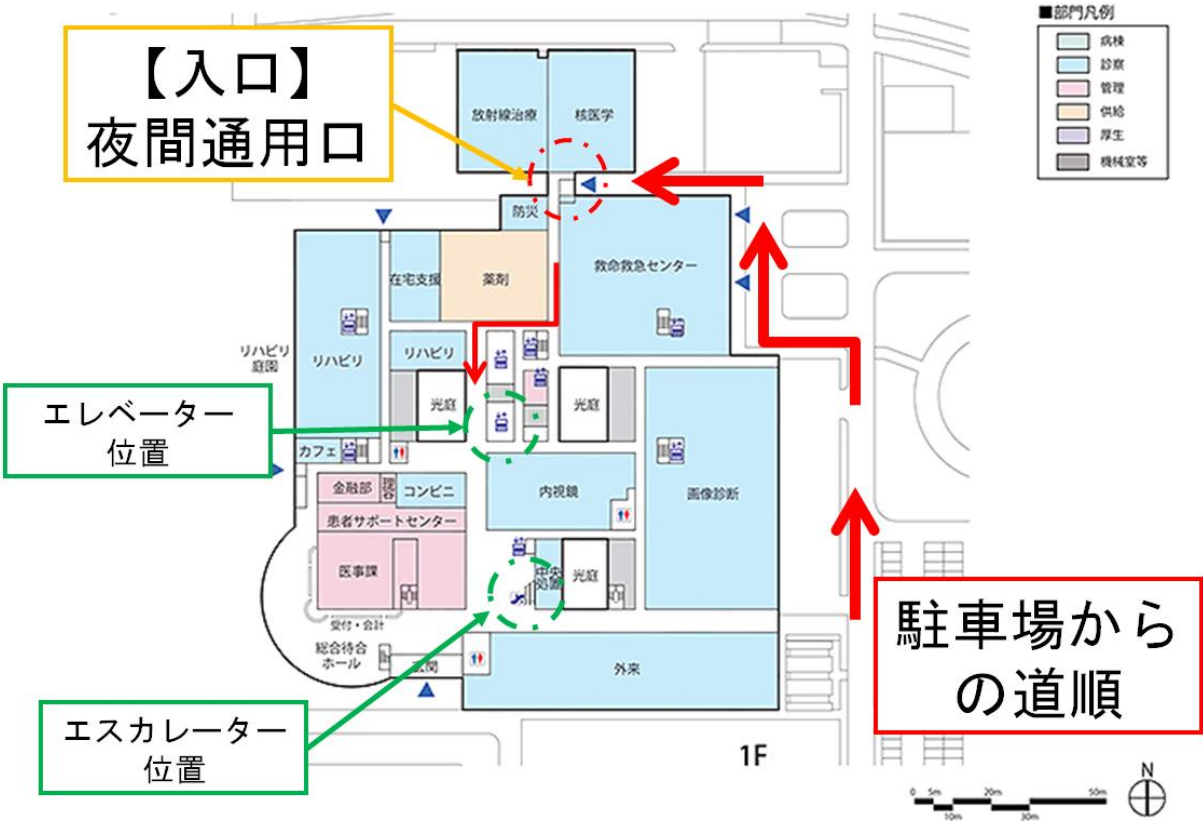 【入口】
夜間通用口
■部門凡例
病棟
診察
管理
供給
厚生
機械室等
放射線治療
核医学
防災
救命救急センター
在宅支援
薬剤
リハビリ
庭園
リハビリ
リハビリ
エレベーター
位置
光庭
光庭
カフェ
金融部
理容
コンビニ
内視鏡
画像診断
患者サポートセンター
医事課
中央
処置
光庭
駐車場から
の道順
受付・会計
総合待合
ホール
玄関
外来
エスカレーター
位置
1F
N
0 5m 20m 50m
10m 30m